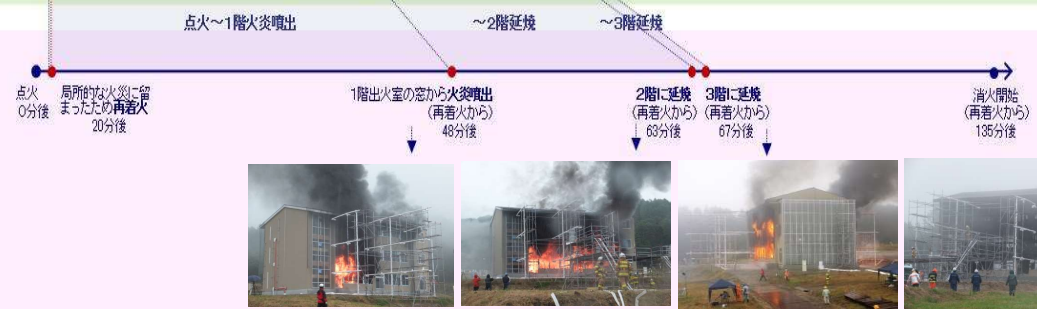 点火～1階火炎噴出
～2階延焼
～3階延焼
点火
0分後
局所的な火災に留
まったため再着火
20分後
1階出火室の窓から火炎噴出
(再着火から)
48分後
2階に延焼
(再着火から)
63分後
3階に延焼
(再着火から)
67分後
消火開始
(再着火から)
135分後